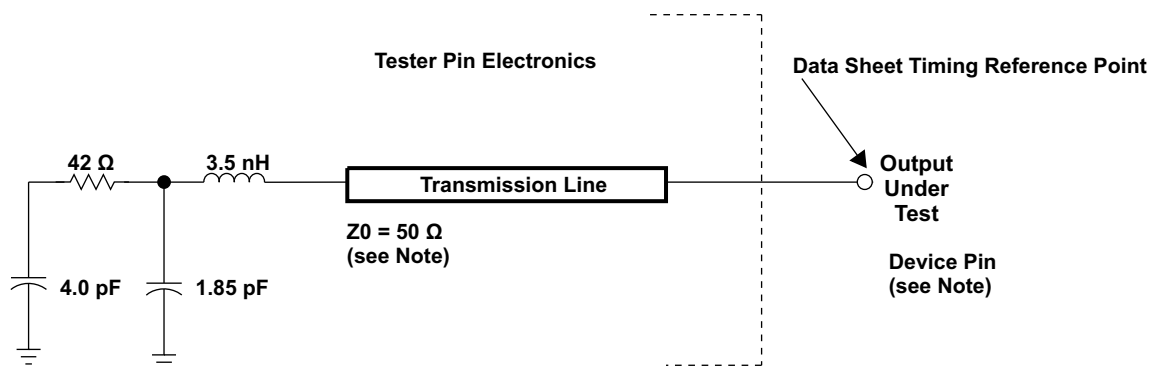 Tester Pin Electronics
Data Sheet Timing Reference Point
42 Ω
3.5 nH
Transmission Line
Output
Under
Test
Z0 = 50 Ω
(see Note)
Device Pin
(see Note)
4.0 pF
1.85 pF